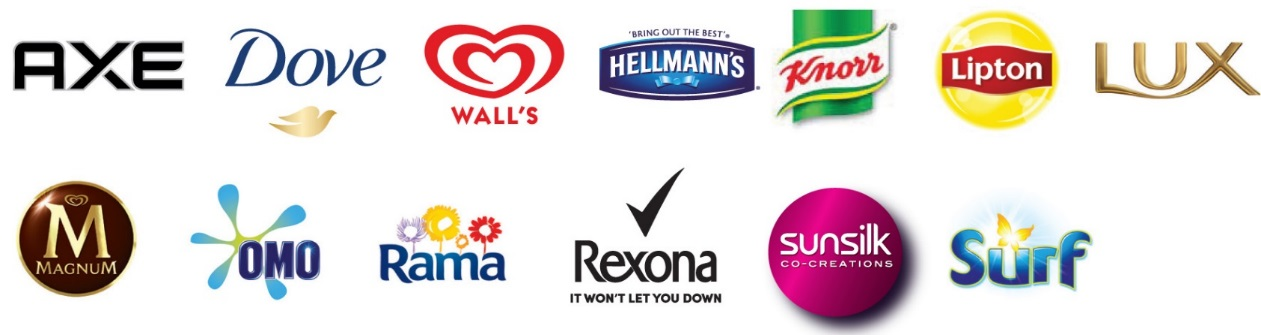 AXE
Dove
WALL'S
'BRING OUT THE BEST'®
HELLMANN'S
®
Knorr
®
Lipton
LUX
M
MAGNUM
OMO
Rama
Rexona
IT WON'T LET YOU DOWN
sunsilk
CO-CREATIONS
Surf